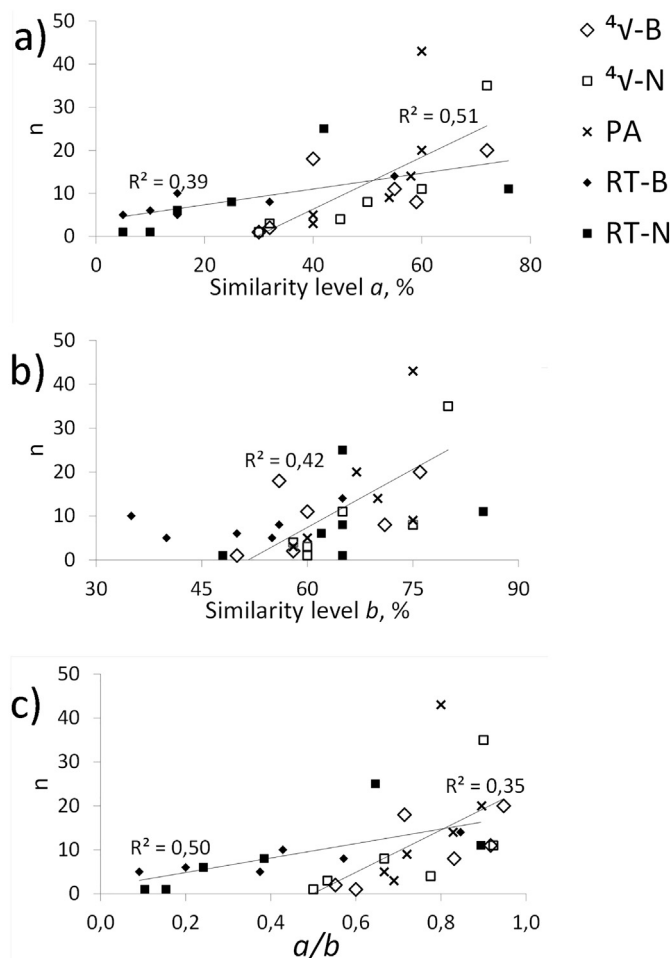 a)
50
40
30
20
10
0
n
R² = 0,39
R² = 0,51
0 20 40 60 80
Similarity level a, %
⁴√-B
⁴√-N
PA
RT-B
RT-N
b)
50
40
30
20
10
0
n
R² = 0,42
30 45 60 75 90
Similarity level b, %
c)
50
40
30
20
10
0
n
R² = 0,50
R² = 0,35
0,0 0,2 0,4 0,6 0,8 1,0
a/b